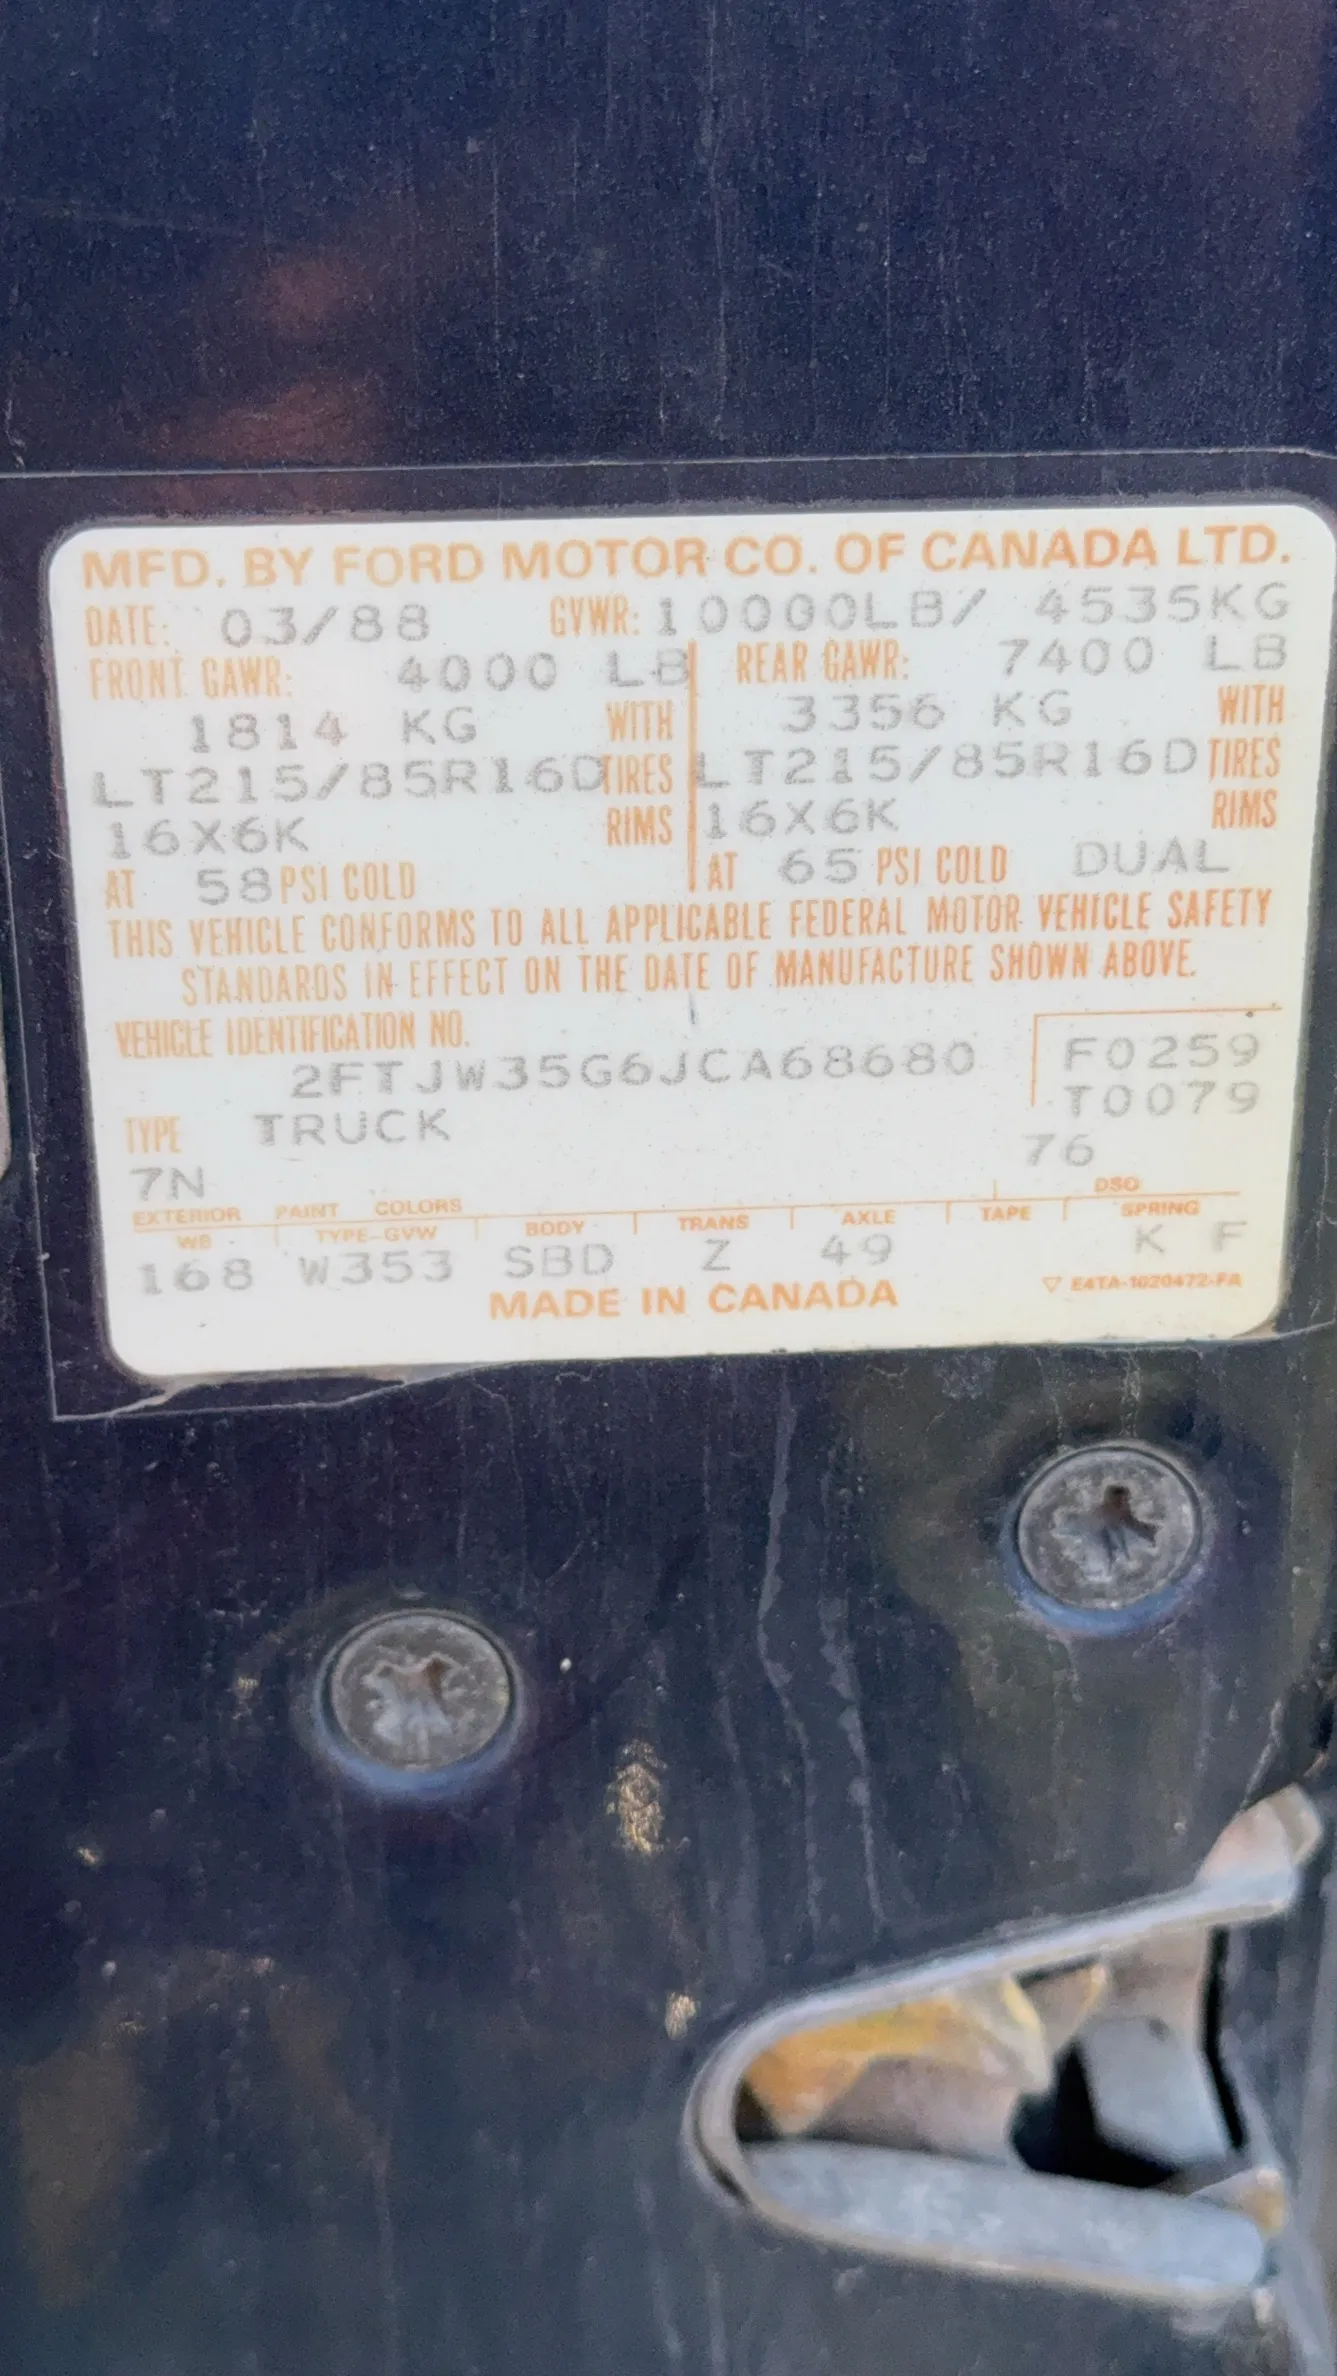 MFD. BY FORD MOTOR CO. OF CANADA LTD.
DATE: 03/88 GVWR: 10000LB/ 4535KG
FRONT GAWR: 4000 LB REAR GAWR: 7400 LB
1814 KG WITH 3356 KG WITH
LT215/85R16D TIRES LT215/85R16D TIRES
16X6K RIMS 16X6K RIMS
AT 58 PSI COLD AT 65 PSI COLD DUAL
THIS VEHICLE CONFORMS TO ALL APPLICABLE FEDERAL MOTOR VEHICLE SAFETY
STANDARDS IN EFFECT ON THE DATE OF MANUFACTURE SHOWN ABOVE.
VEHICLE IDENTIFICATION NO.
2FTJW35G6JCA68680 F0259
T0079
TYPE TRUCK 76
7N
EXTERIOR PAINT COLORS DSO
WB TYPE-GVW BODY TRANS AXLE TAPE SPRING
168 W353 SBD Z 49 K F
MADE IN CANADA ▽ E4TA-1020472-FA